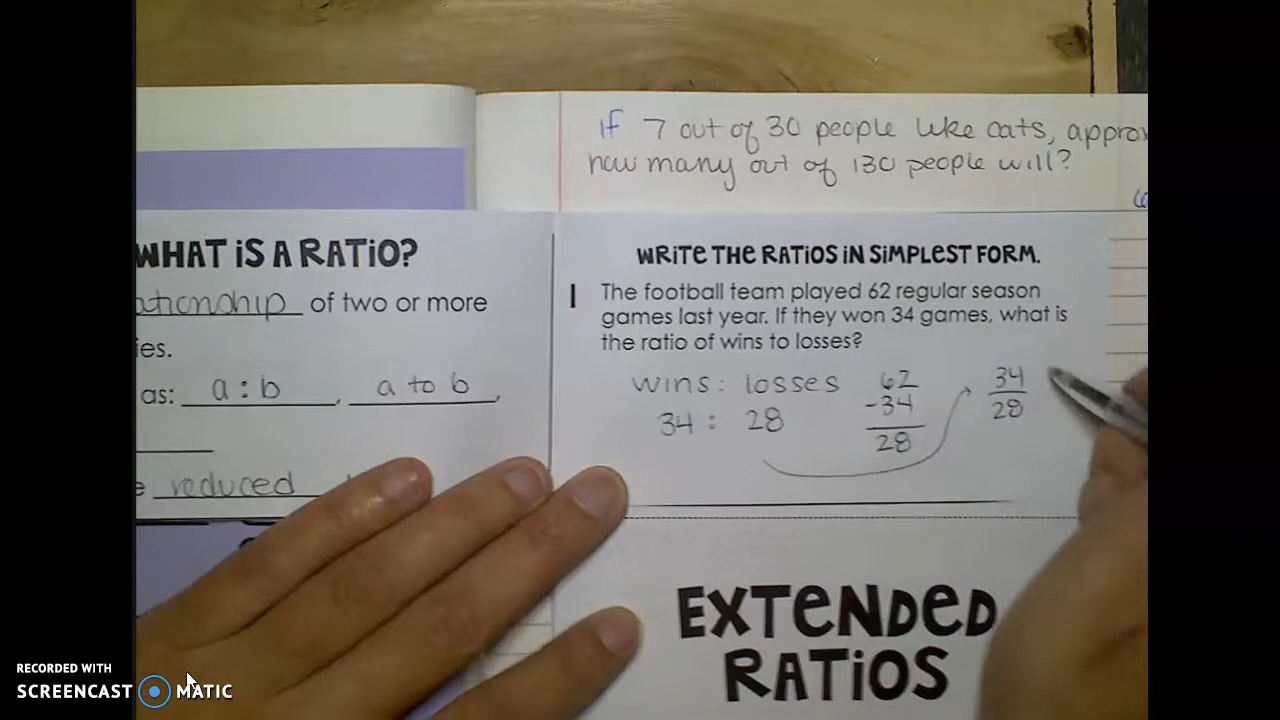 If 7 out of 30 people like cats, approx
how many out of 130 people will?
WHAT iS A RATiO?
ationship of two or more
ies.
as: a : b, a to b,
reduced
WRiTE THE RATiOS iN SiMPLEST FORM.
1 The football team played 62 regular season
games last year. If they won 34 games, what is
the ratio of wins to losses?
wins : losses
34 : 28
62
-34
28
34
28
EXTENDED
RATiOS
RECORDED WITH
SCREENCAST MATIC